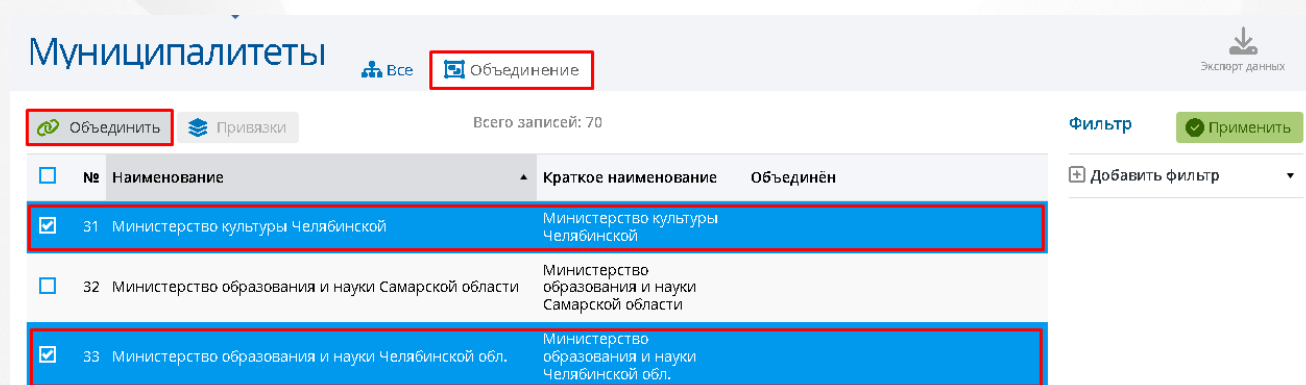 Муниципалитеты
Все
Объединение
Экспорт данных
Объединить
Привязки
Всего записей: 70
Фильтр
Применить
№ Наименование
Краткое наименование
Объединён
Добавить фильтр
31 Министерство культуры Челябинской
Министерство культуры
Челябинской
32 Министерство образования и науки Самарской области
Министерство
образования и науки
Самарской области
33 Министерство образования и науки Челябинской обл.
Министерство
образования и науки
Челябинской обл.